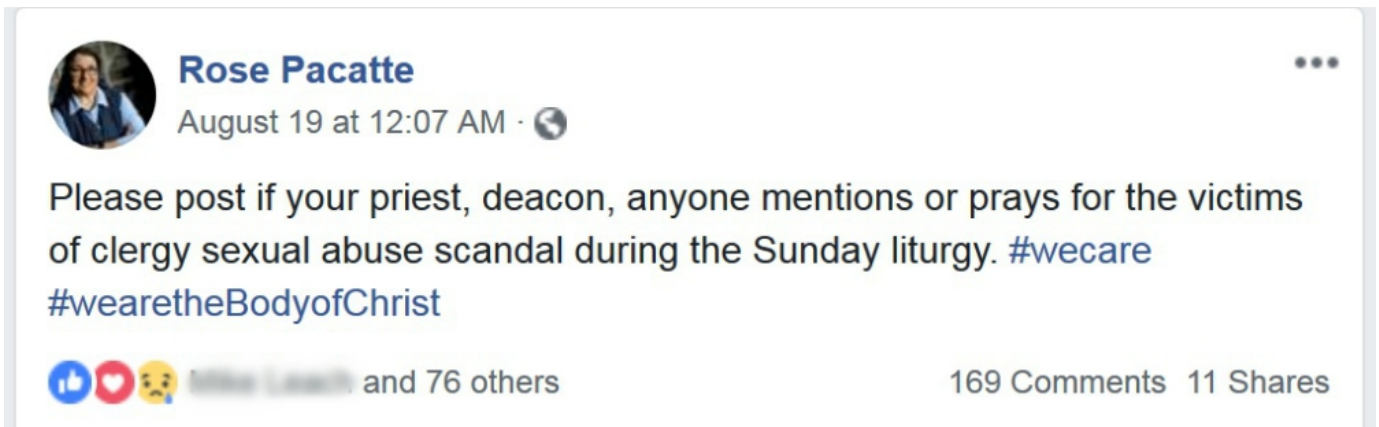 Rose Pacatte
August 19 at 12:07 AM ·
Please post if your priest, deacon, anyone mentions or prays for the victims
of clergy sexual abuse scandal during the Sunday liturgy. #wecare
#wearetheBodyofChrist
and 76 others
169 Comments 11 Shares